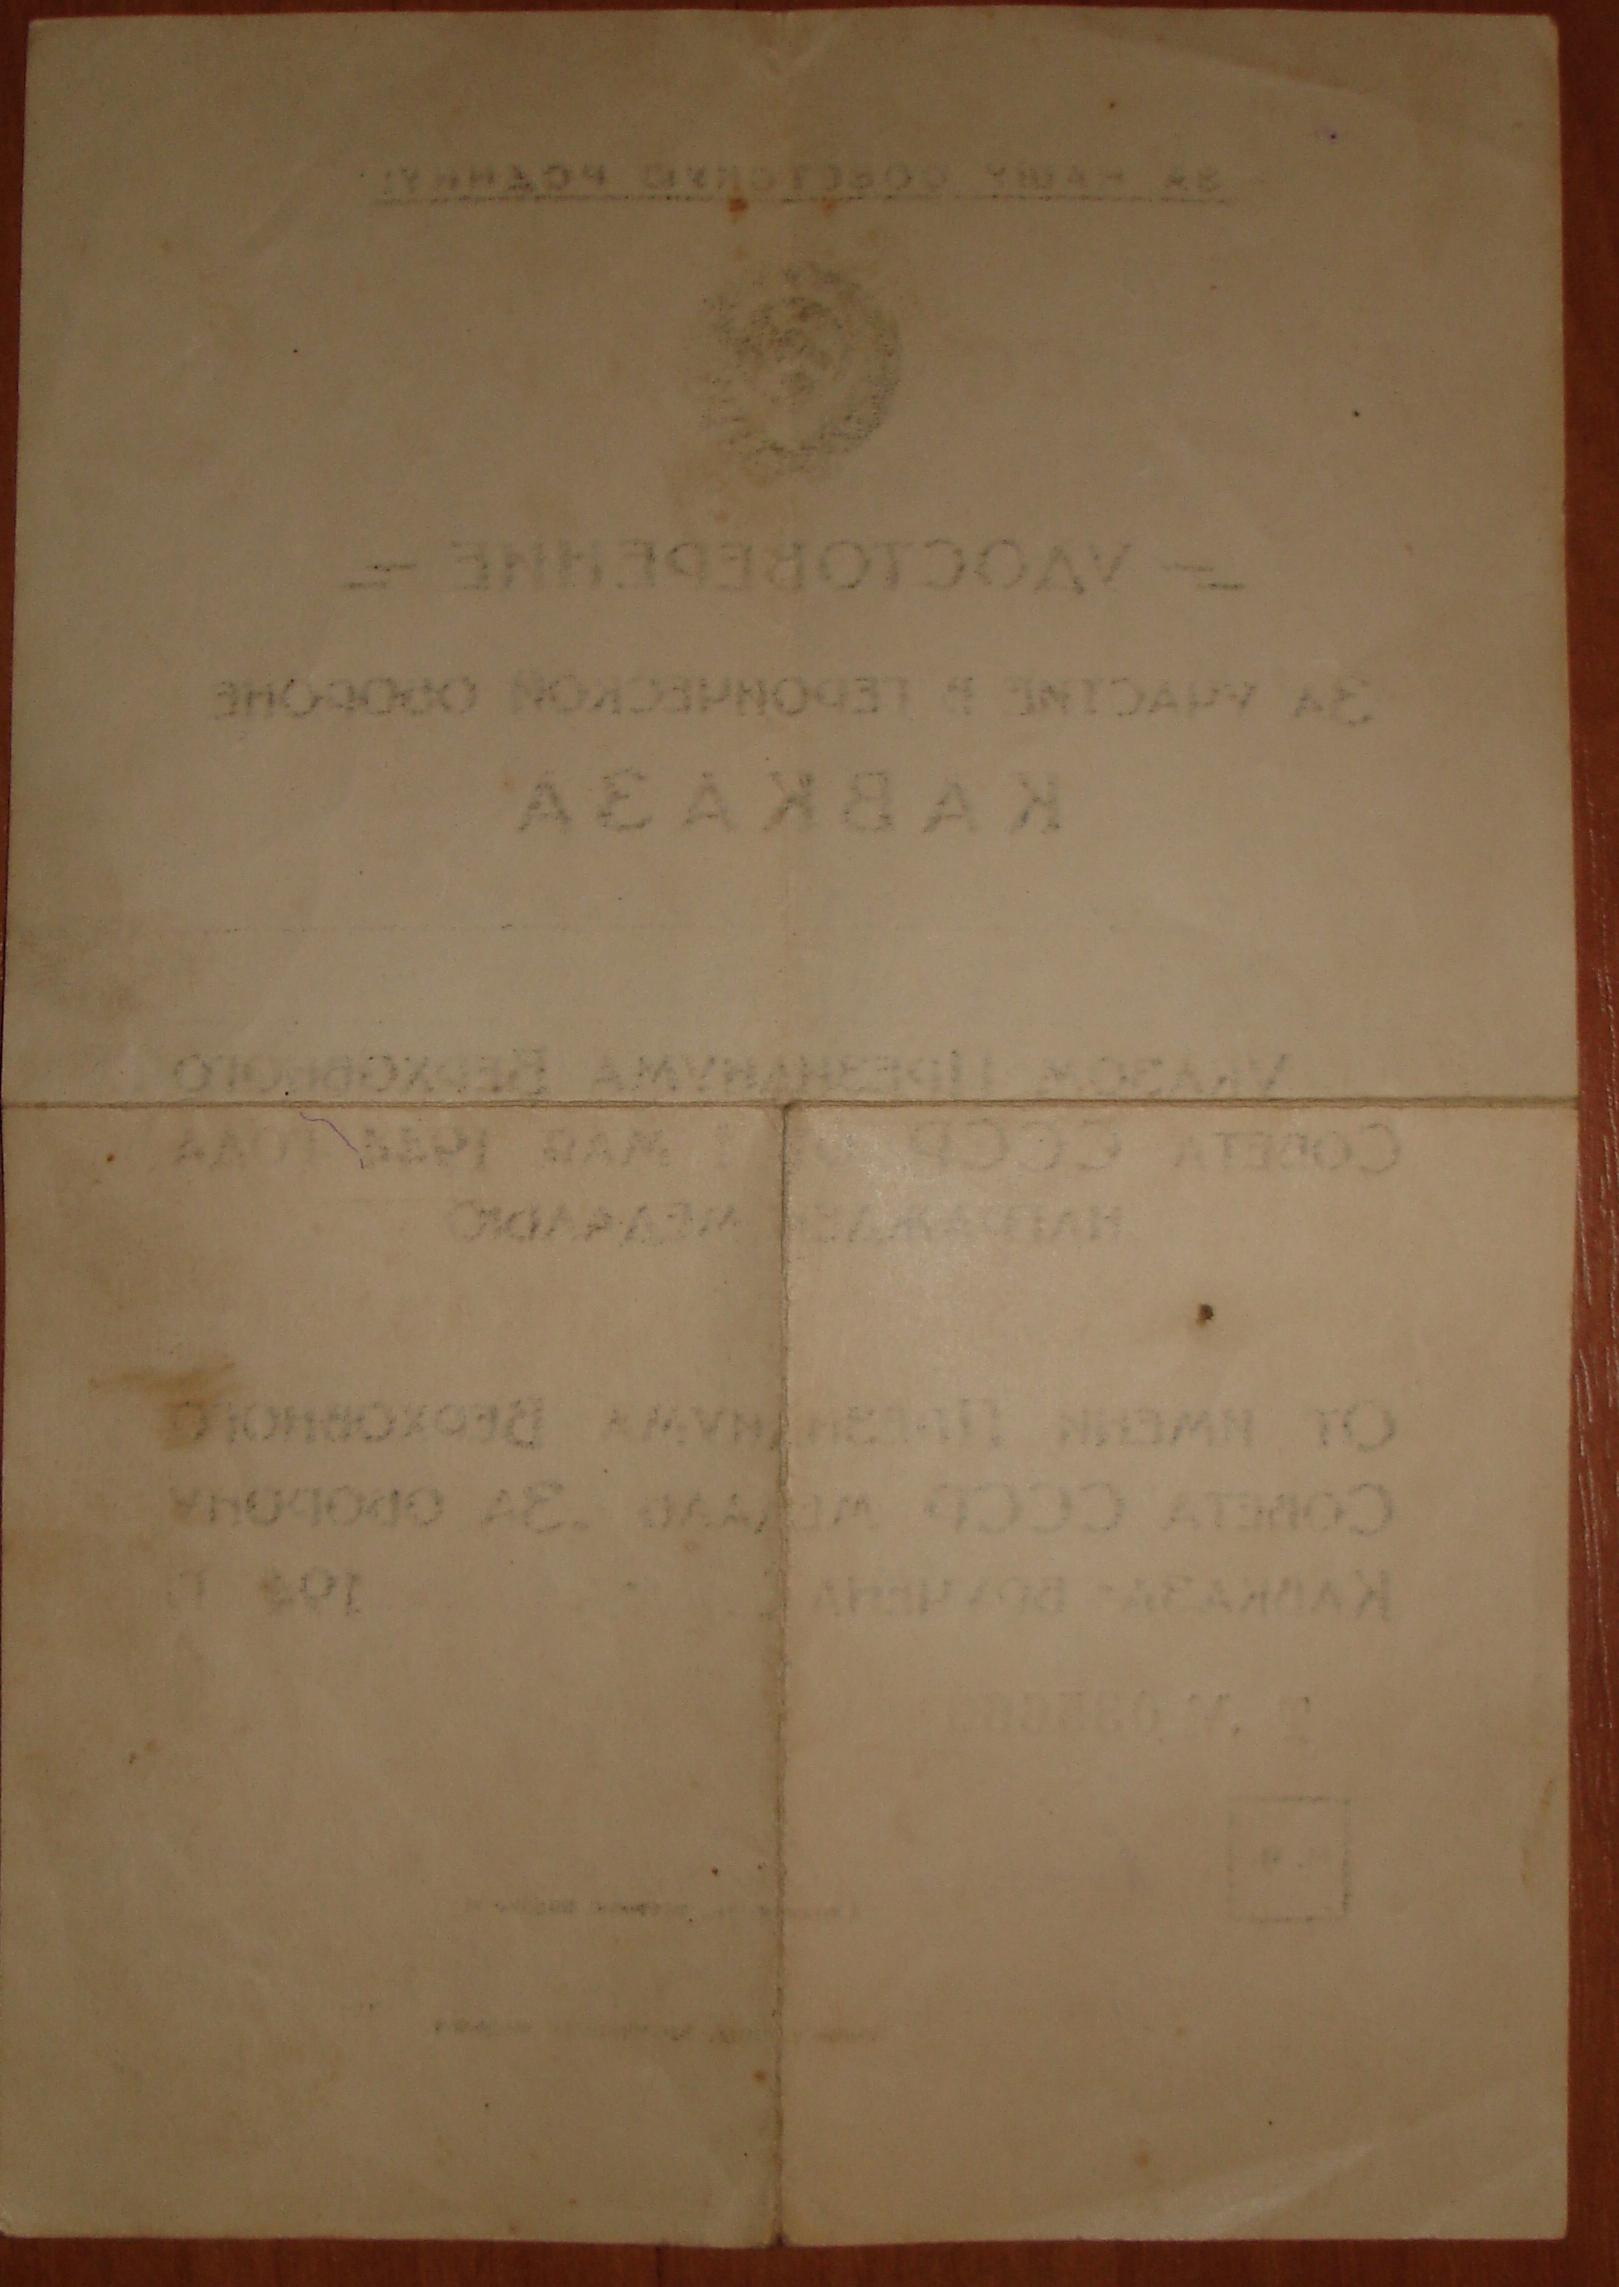 ЗА НАШУ СОВЕТСКУЮ РОДИНУ!
УДОСТОВЕРЕНИЕ
ЗА УЧАСТИЕ В ГЕРОИЧЕСКОЙ ОБОРОНЕ
КАВКАЗА
УКАЗОМ ПРЕЗИДИУМА ВЕРХОВНОГО
СОВЕТА СССР ОТ 1 МАЯ 1944 ГОДА
НАГРАЖДЕН МЕДАЛЬЮ
ОТ ИМЕНИ ПРЕЗИДИУМА ВЕРХОВНОГО
СОВЕТА СССР МЕДАЛЬ „ЗА ОБОРОНУ
КАВКАЗА“ ВРУЧЕНА 194 Г.